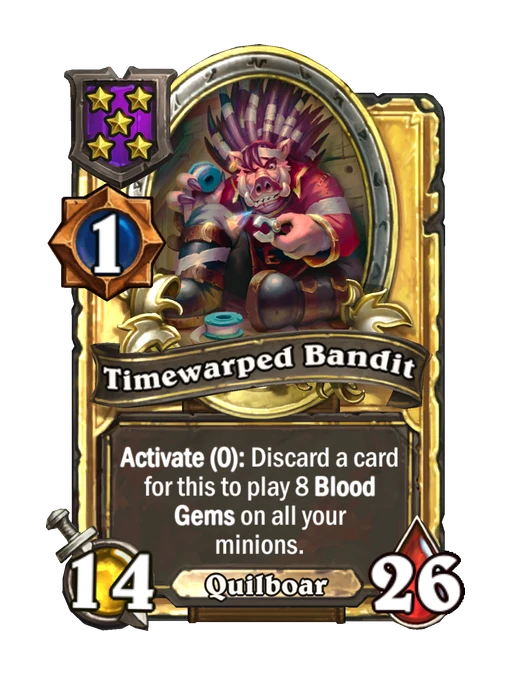 1
Timewarped Bandit
Activate (0): Discard a card
for this to play 8 Blood
Gems on all your
minions.
14
Quilboar
26